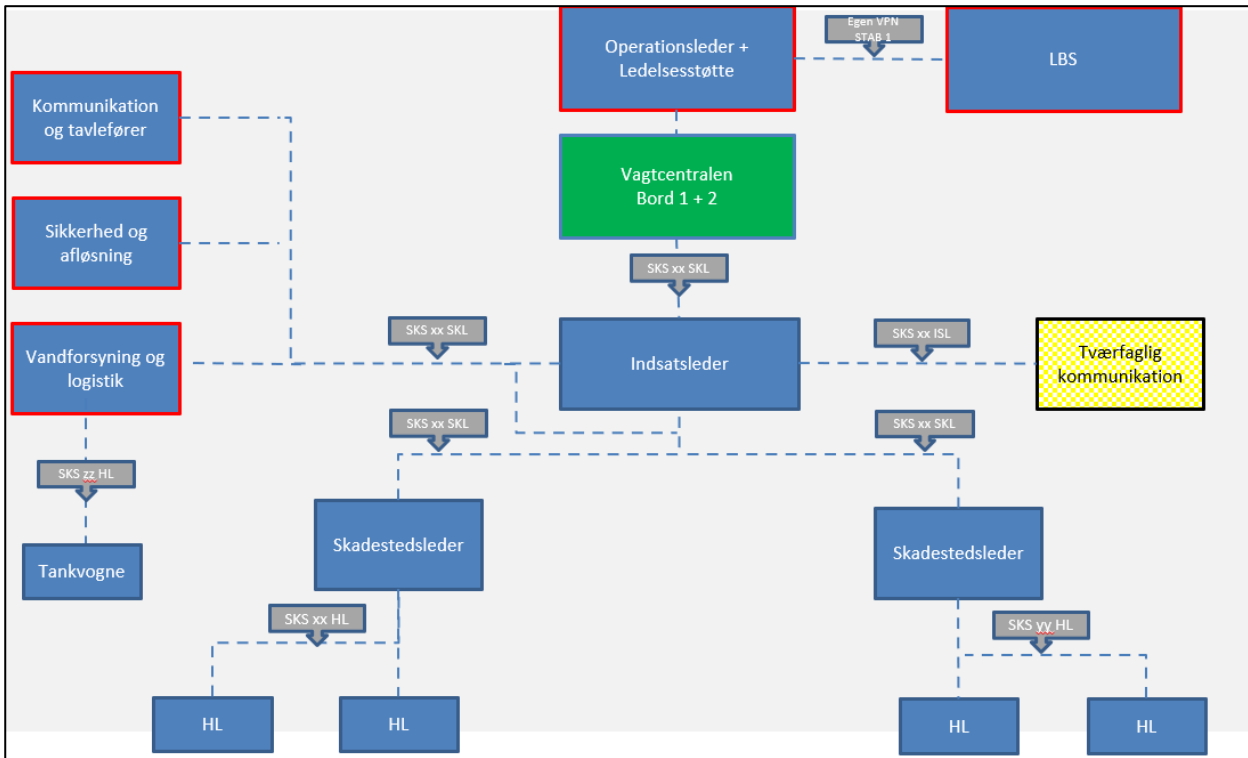 Egen VPN
STAB 1
Operationsleder +
Ledelsesstøtte
LBS
Kommunikation
og tavlefører
Vagtcentralen
Bord 1 + 2
Sikkerhed og
afløsning
SKS xx SKL
Vandforsyning og
logistik
SKS xx SKL
Indsatsleder
SKS xx ISL
Tværfaglig
kommunikation
SKS xx SKL
SKS xx SKL
SKS zz HL
Skadestedsleder
Skadestedsleder
Tankvogne
SKS xx HL
SKS yy HL
HL
HL
HL
HL